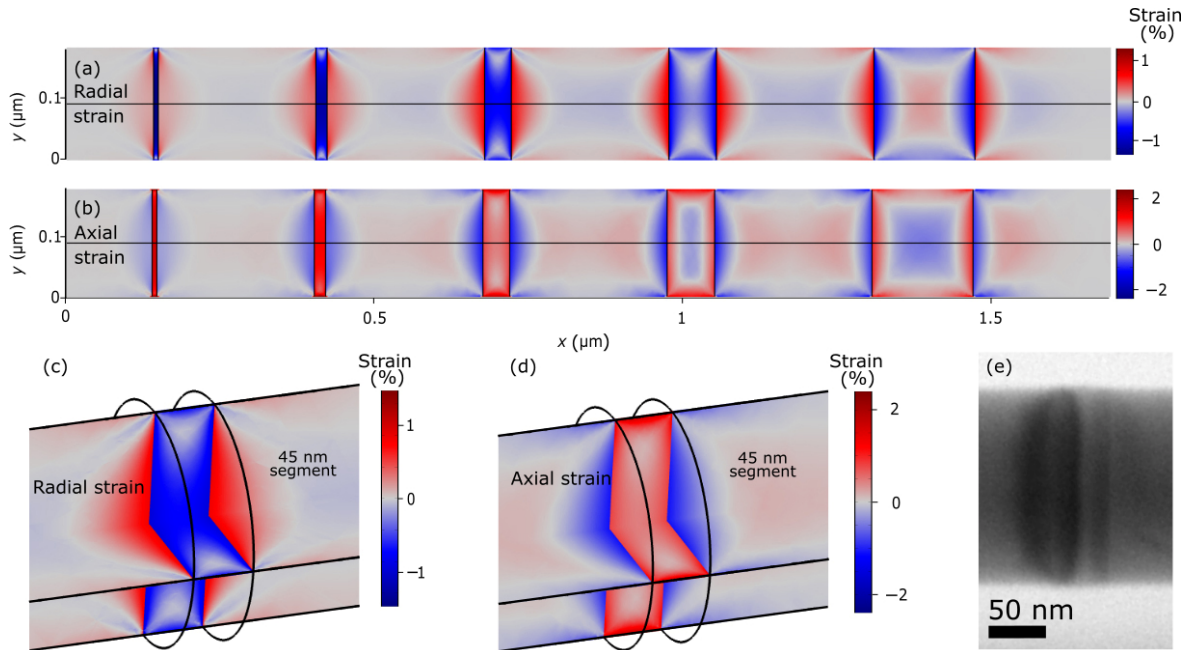 Strain
(%)
(a)
Radial
strain
y (µm)
0.1
0
1
0
−1
(b)
Axial
strain
y (µm)
0.1
0
2
0
−2
0
0.5
1
1.5
x (µm)
(c)
Strain
(%)
Radial strain
45 nm
segment
1
0
−1
(d)
Strain
(%)
Axial strain
45 nm
segment
2
0
−2
(e)
50 nm